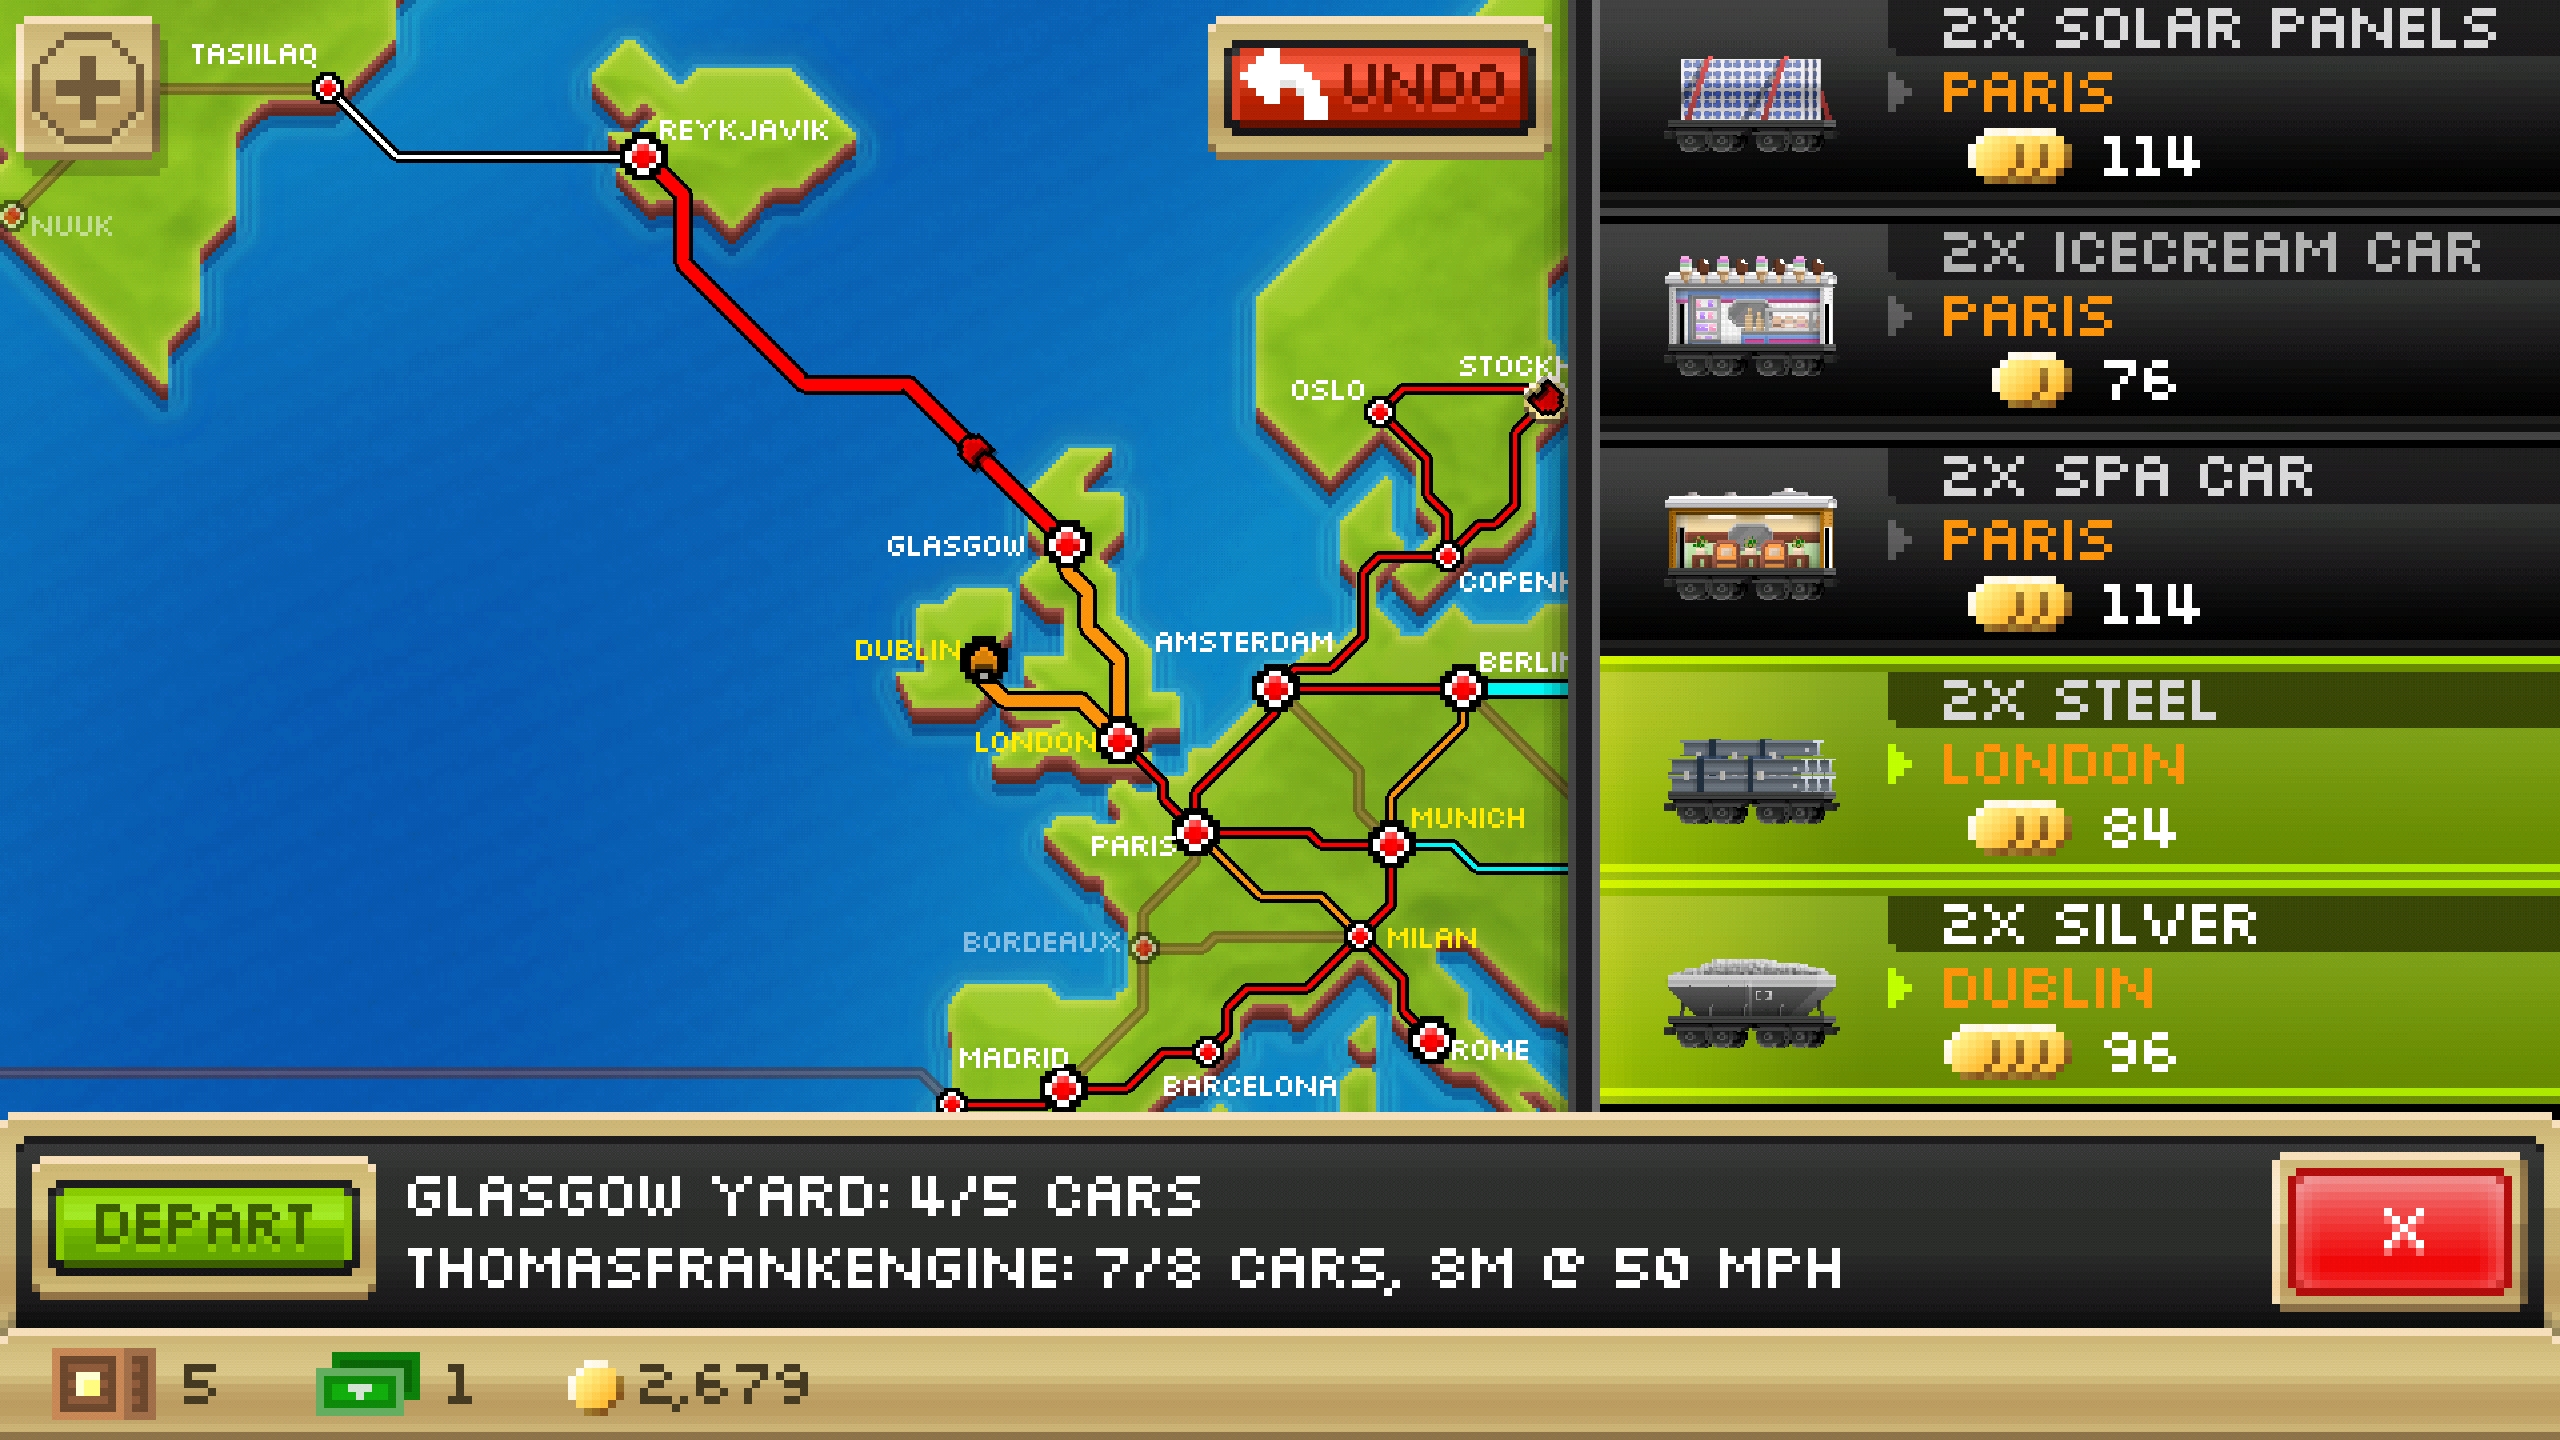 TASIILAQ
REYKJAVIK
NUUK
UNDO
STOCKH
OSLO
GLASGOW
COPENH
DUBLIN
AMSTERDAM
BERLIN
LONDON
MUNICH
PARIS
BORDEAUX
MILAN
MADRID
ROME
BARCELONA
2X SOLAR PANELS
PARIS
114
2X ICECREAM CAR
PARIS
76
2X SPA CAR
PARIS
114
2X STEEL
LONDON
84
2X SILVER
DUBLIN
96
DEPART
GLASGOW YARD: 4/5 CARS
THOMASFRANKENGINE: 7/8 CARS, 8M @ 50 MPH
X
5
1
2,679